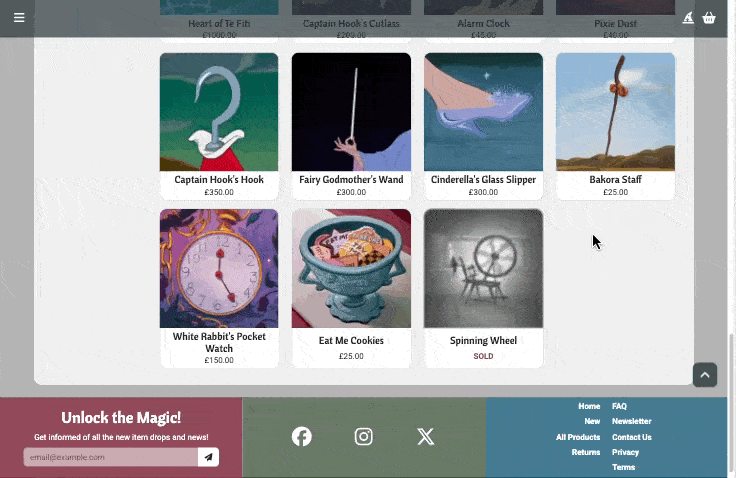 Heart of Te Fiti
Captain Hook's Cutlass
Alarm Clock
Pixie Dust
£1000.00
£200.00
£45.00
£40.00
Captain Hook's Hook
£350.00
Fairy Godmother's Wand
£300.00
Cinderella's Glass Slipper
£300.00
Bakora Staff
£25.00
White Rabbit's Pocket
Watch
£150.00
Eat Me Cookies
£25.00
Spinning Wheel
SOLD
Unlock the Magic!
Get informed of all the new item drops and news!
email@example.com
Home
New
All Products
Returns
FAQ
Newsletter
Contact Us
Privacy
Terms